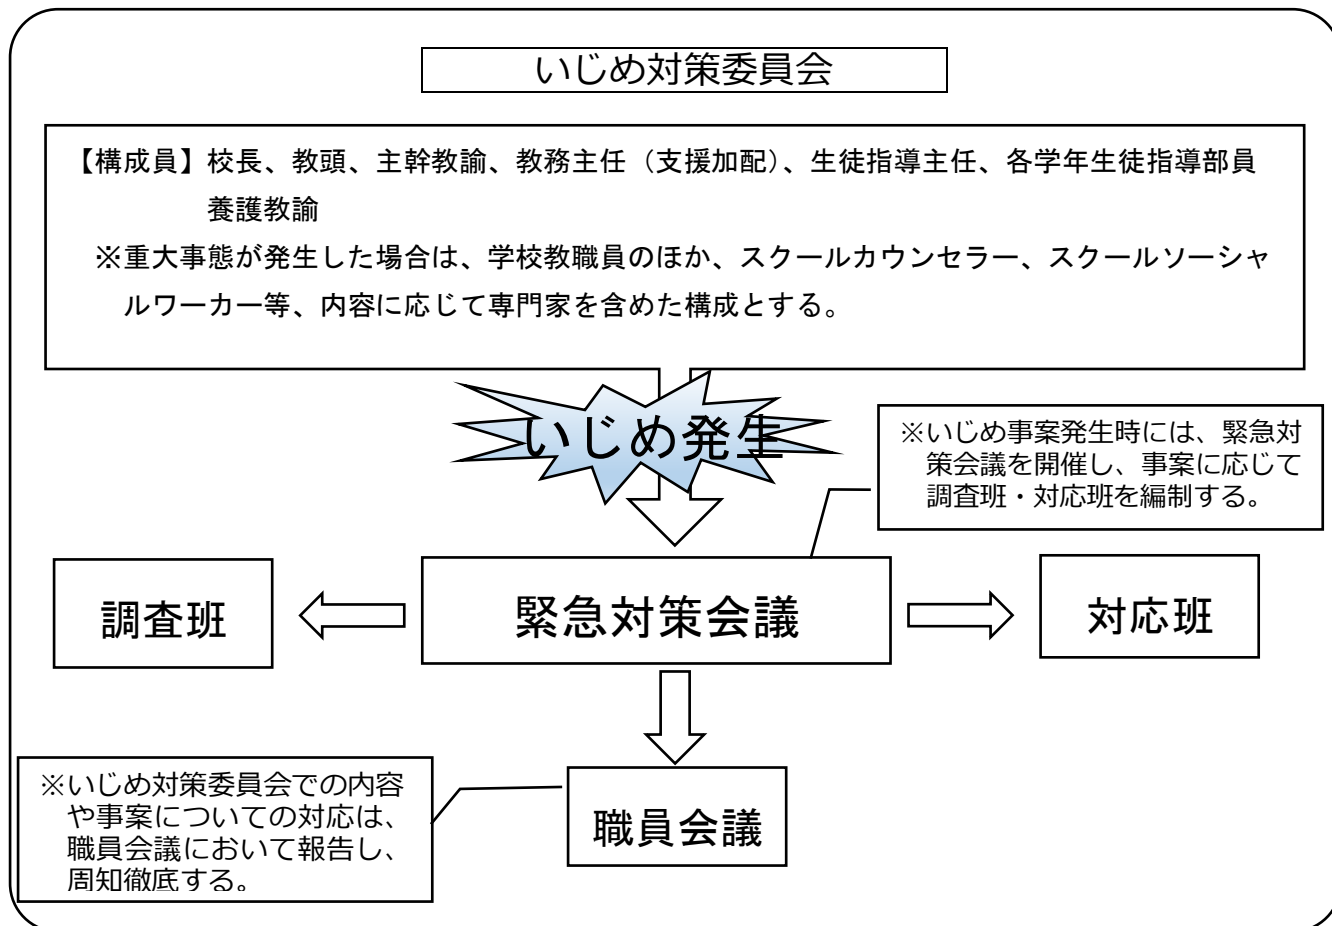 いじめ対策委員会
【構成員】校長、教頭、主幹教諭、教務主任（支援加配）、生徒指導主任、各学年生徒指導部員
養護教諭
※重大事態が発生した場合は、学校教職員のほか、スクールカウンセラー、スクールソーシャ
ルワーカー等、内容に応じて専門家を含めた構成とする。
いじめ発生
※いじめ事案発生時には、緊急対
策会議を開催し、事案に応じて
調査班・対応班を編制する。
調査班
緊急対策会議
対応班
※いじめ対策委員会での内容
や事案についての対応は、
職員会議において報告し、
周知徹底する。
職員会議